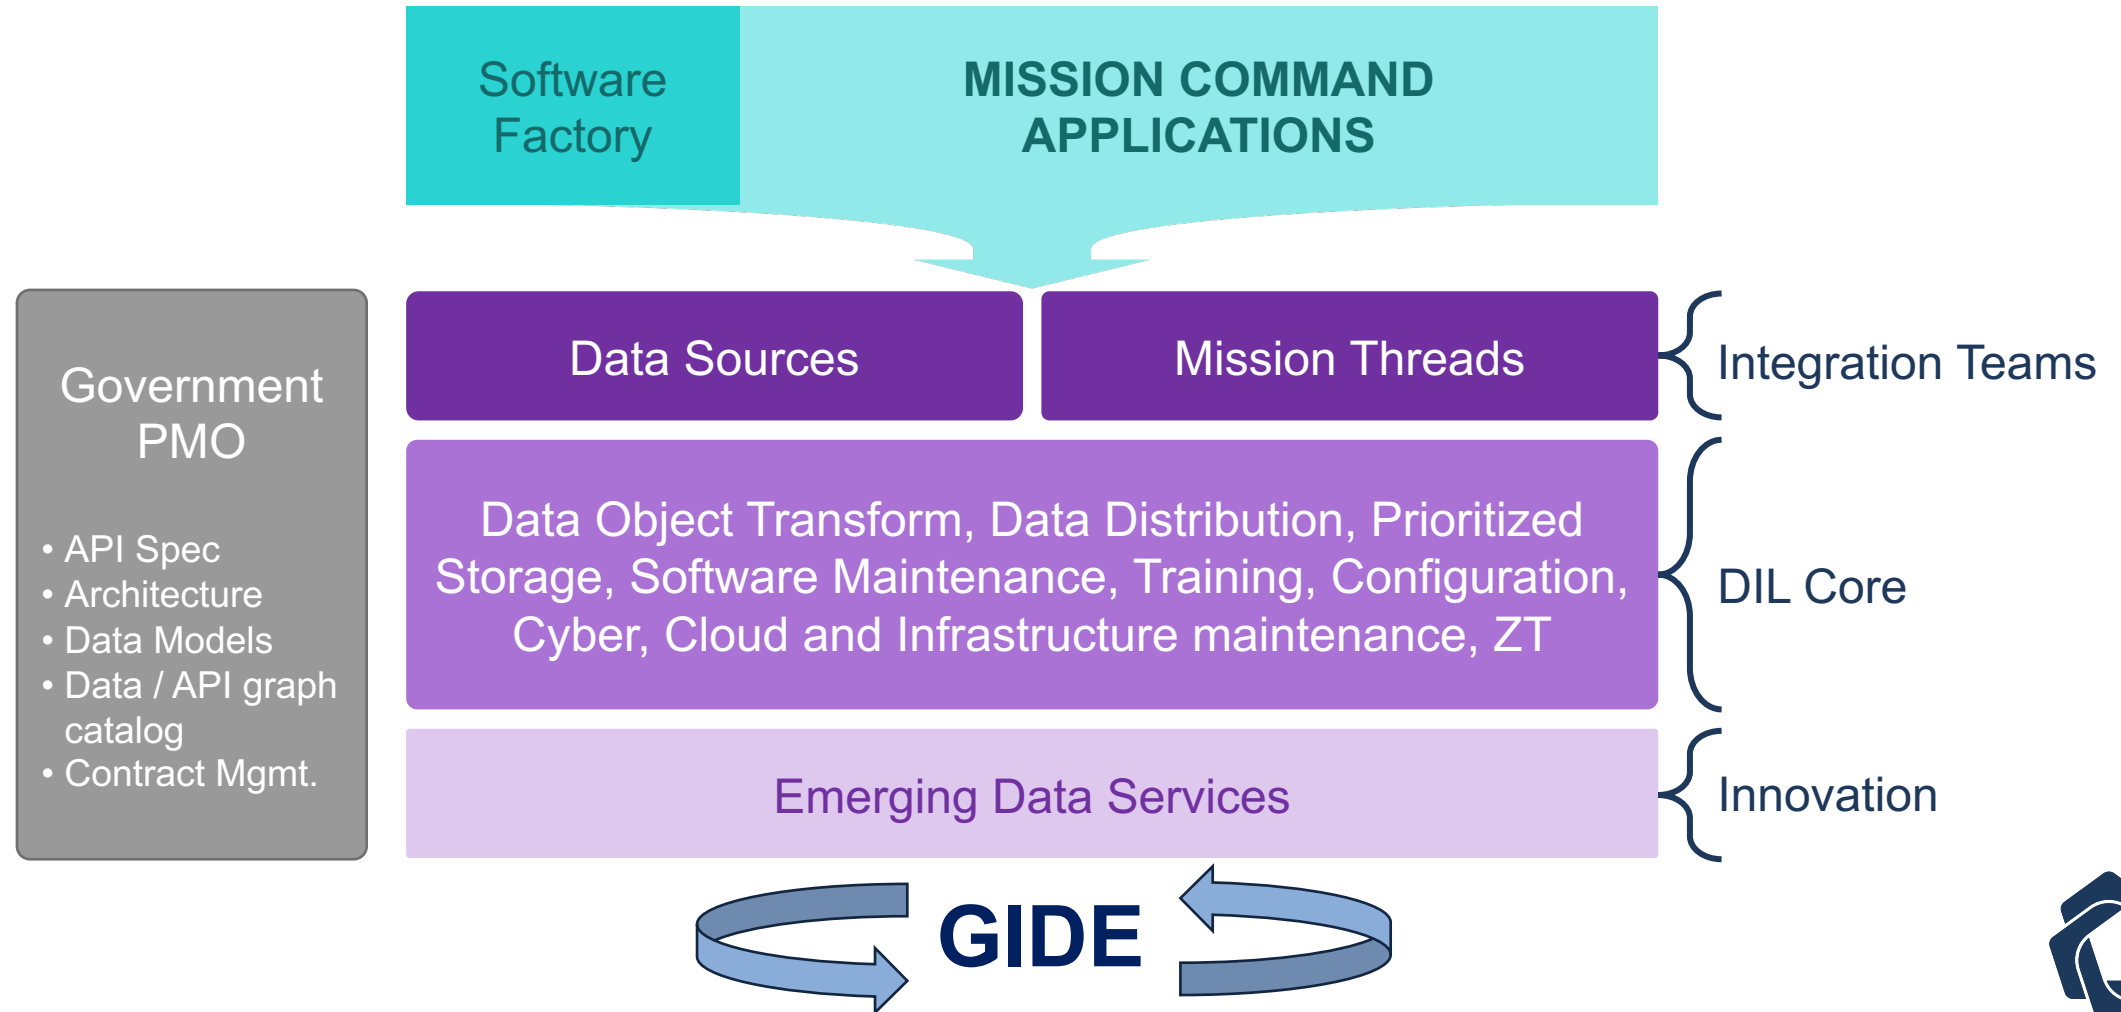 Software
Factory
MISSION COMMAND
APPLICATIONS
Government
PMO
• API Spec
• Architecture
• Data Models
• Data / API graph
catalog
• Contract Mgmt.
Data Sources
Mission Threads
Integration Teams
Data Object Transform, Data Distribution, Prioritized
Storage, Software Maintenance, Training, Configuration,
Cyber, Cloud and Infrastructure maintenance, ZT
DIL Core
Emerging Data Services
Innovation
GIDE